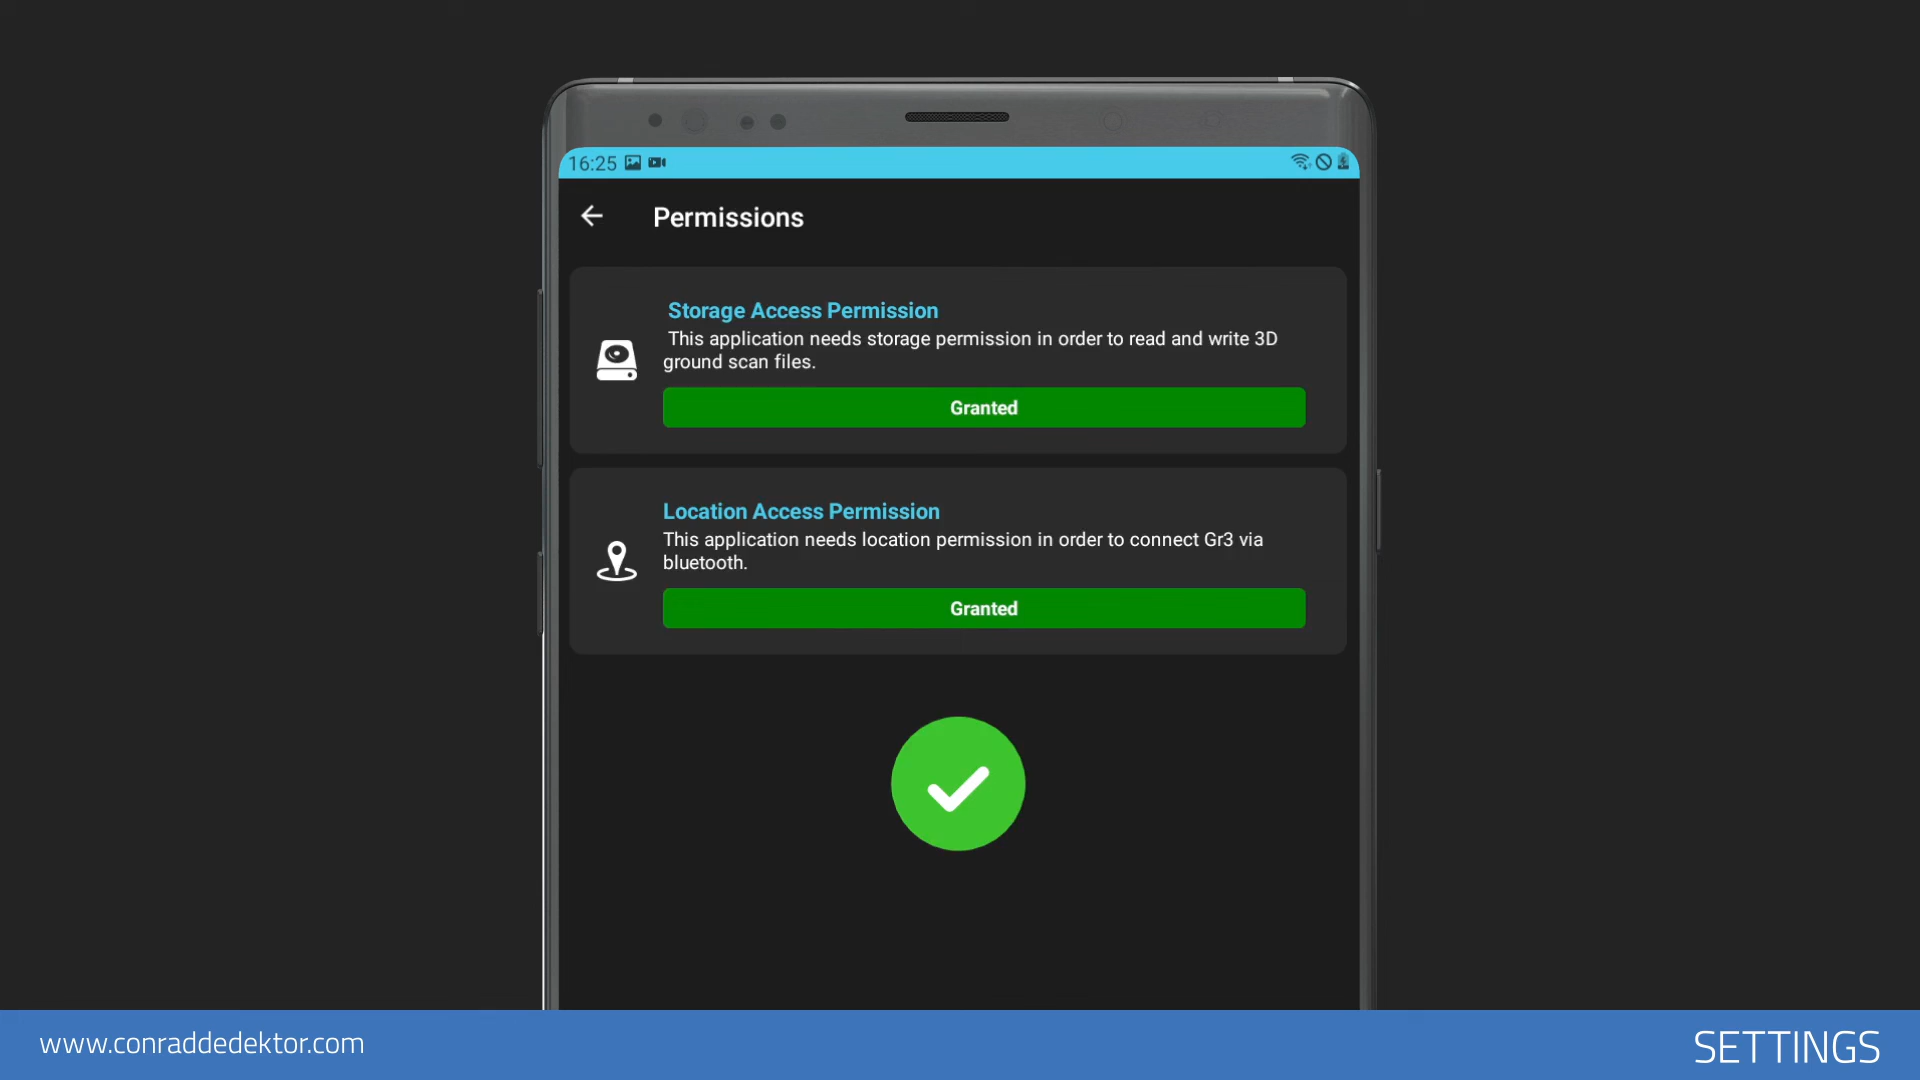 16:25
Permissions
Storage Access Permission
This application needs storage permission in order to read and write 3D
ground scan files.
Granted
Location Access Permission
This application needs location permission in order to connect Gr3 via
bluetooth.
Granted
www.conraddedektor.com
SETTINGS